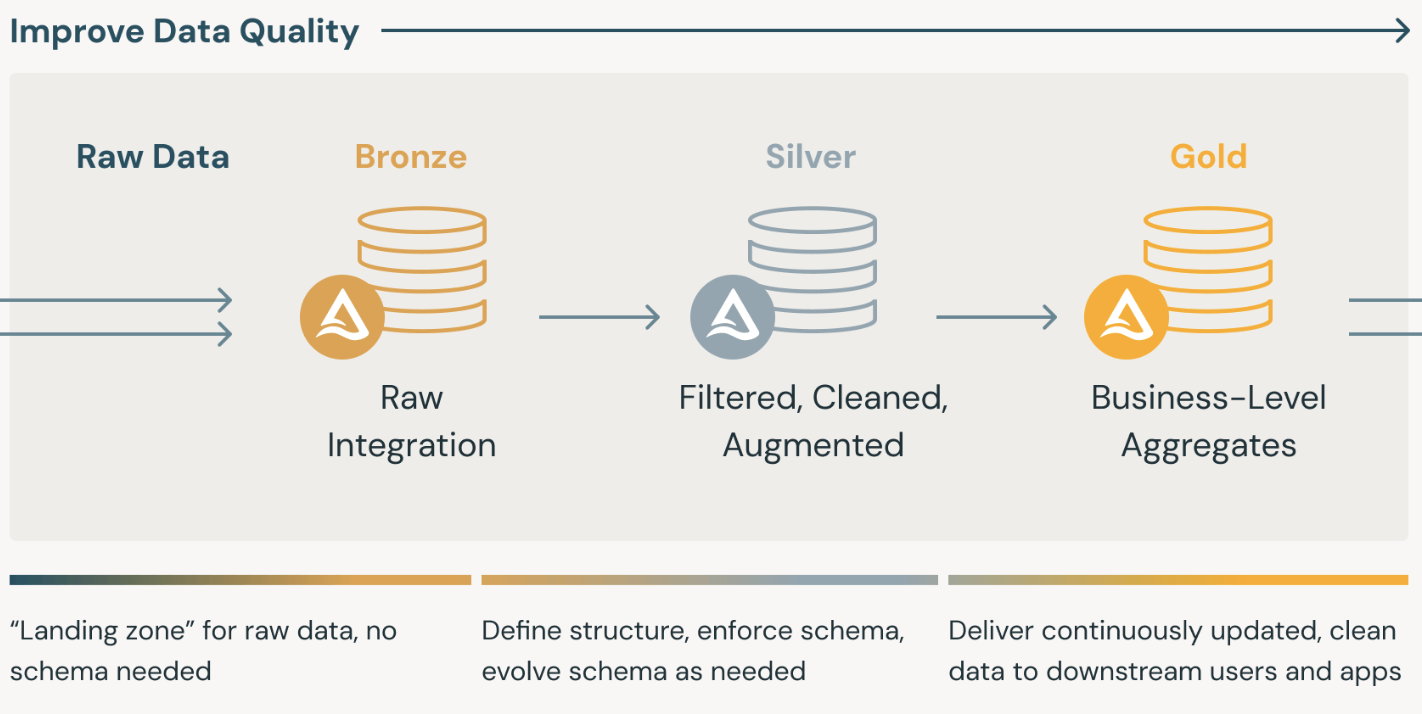 Improve Data Quality
Raw Data
Bronze
Silver
Gold
Raw
Integration
Filtered, Cleaned,
Augmented
Business-Level
Aggregates
“Landing zone” for raw data, no
schema needed
Define structure, enforce schema,
evolve schema as needed
Deliver continuously updated, clean
data to downstream users and apps